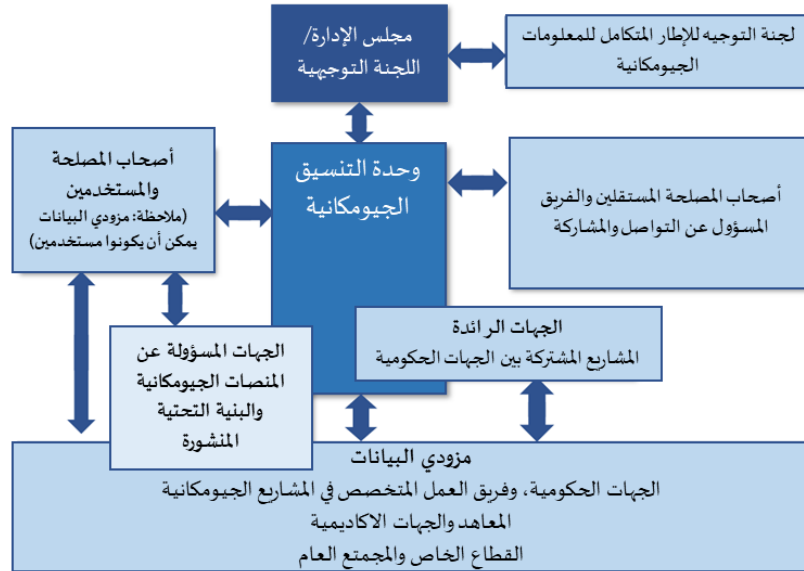 مجلس الإدارة/
اللجنة التوجيهية
لجنة التوجيه للإطار المتكامل للمعلومات
الجيومكانية
أصحاب المصلحة
والمستخدمين
(ملاحظة: مزودي البيانات
يمكن أن يكونوا مستخدمين)
وحدة التنسيق
الجيومكانية
أصحاب المصلحة المستقلين والفريق
المسؤول عن التواصل والمشاركة
الجهات الرائدة
المشاريع المشتركة بين الجهات الحكومية
الجهات المسؤولة عن
المنصات الجيومكانية
والبنية التحتية
المنشورة
مزودي البيانات
الجهات الحكومية، وفريق العمل المتخصص في المشاريع الجيومكانية
المعاهد والجهات الاكاديمية
القطاع الخاص والمجمتع العام